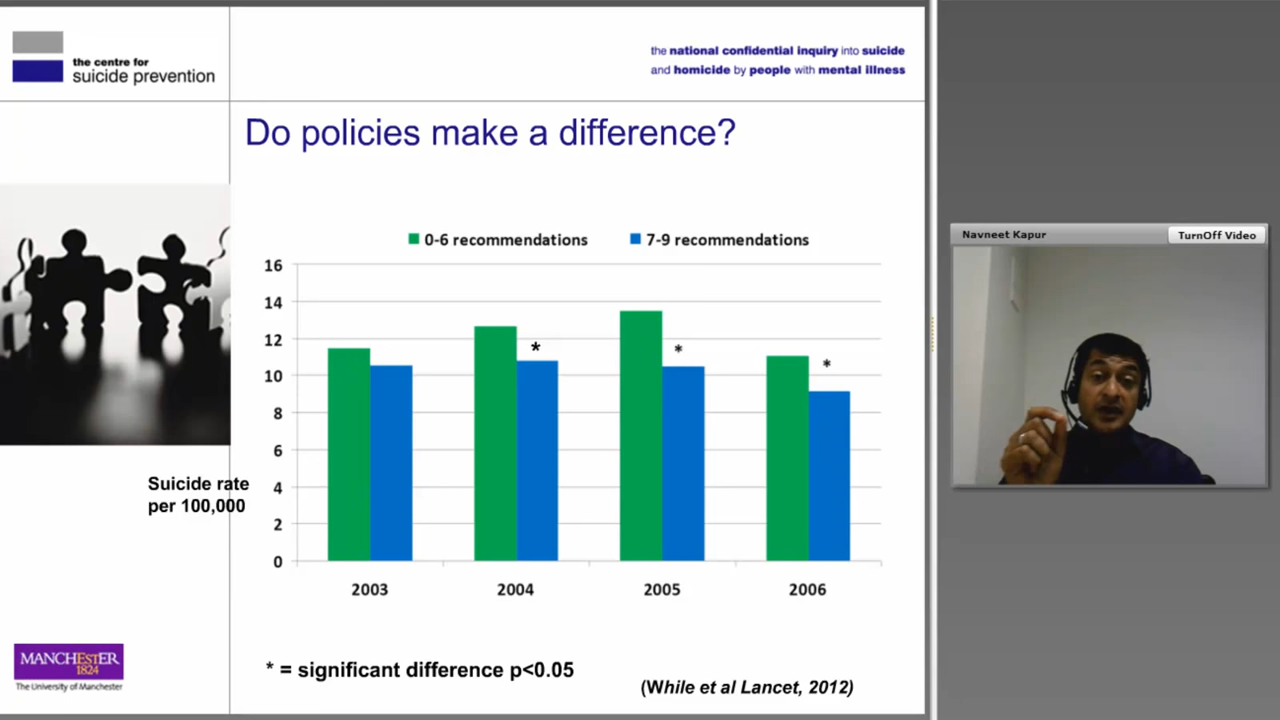 the centre for
suicide prevention
the national confidential inquiry into suicide
and homicide by people with mental illness
Do policies make a difference?
0-6 recommendations
7-9 recommendations
16
14
12
10
8
6
4
2
0
Suicide rate
per 100,000
2003
2004
2005
2006
*
*
*
* = significant difference p<0.05
(While et al Lancet, 2012)
MANCHESTER
1824
The University of Manchester
Navneet Kapur
TurnOff Video